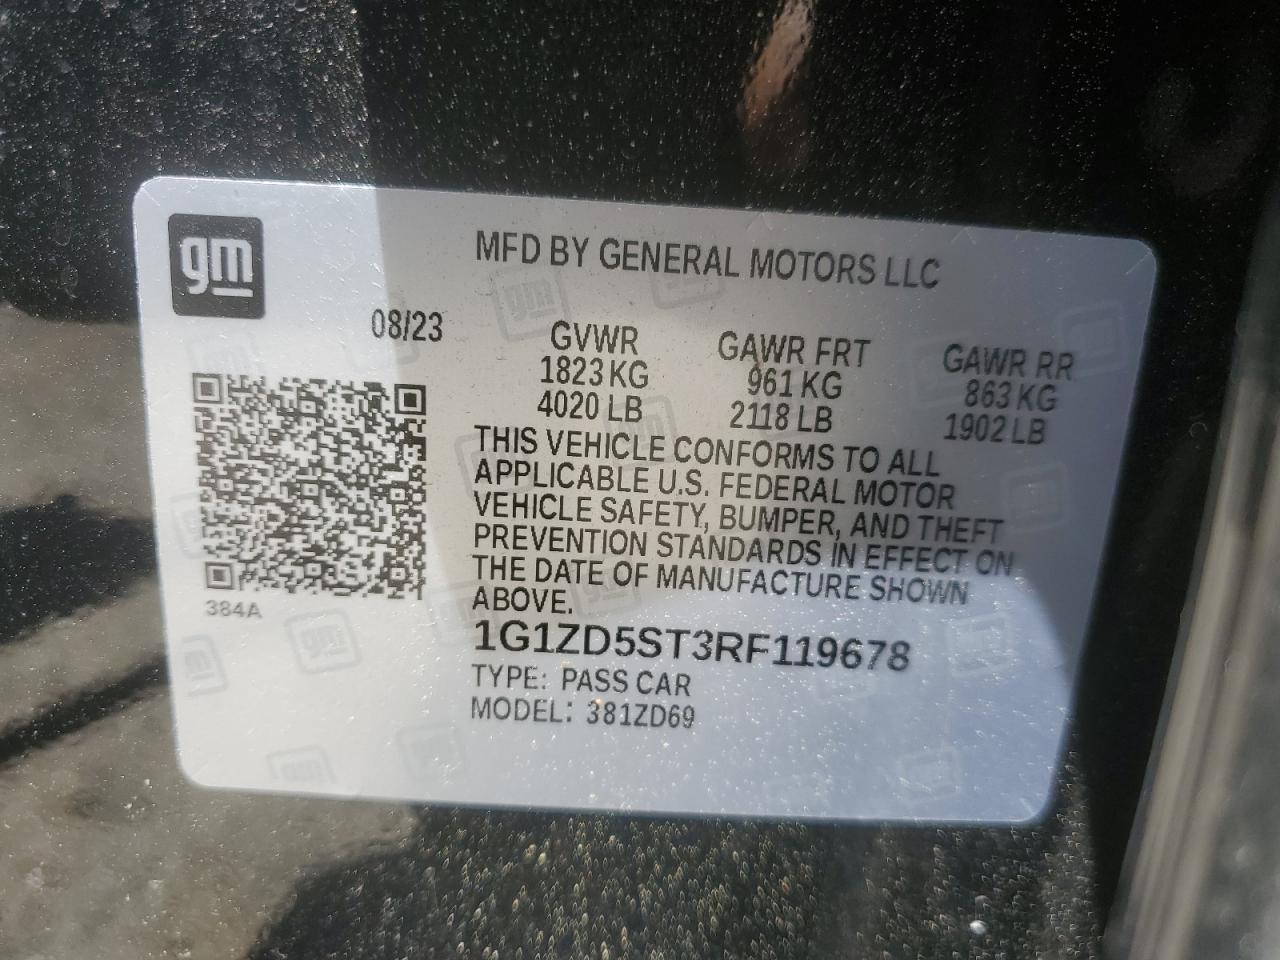 gm
MFD BY GENERAL MOTORS LLC
08/23
GVWR GAWR FRT GAWR RR
1823 KG 961 KG 863 KG
4020 LB 2118 LB 1902 LB
THIS VEHICLE CONFORMS TO ALL
APPLICABLE U.S. FEDERAL MOTOR
VEHICLE SAFETY, BUMPER, AND THEFT
PREVENTION STANDARDS IN EFFECT ON
THE DATE OF MANUFACTURE SHOWN
ABOVE.
384A
1G1ZD5ST3RF119678
TYPE: PASS CAR
MODEL: 381ZD69